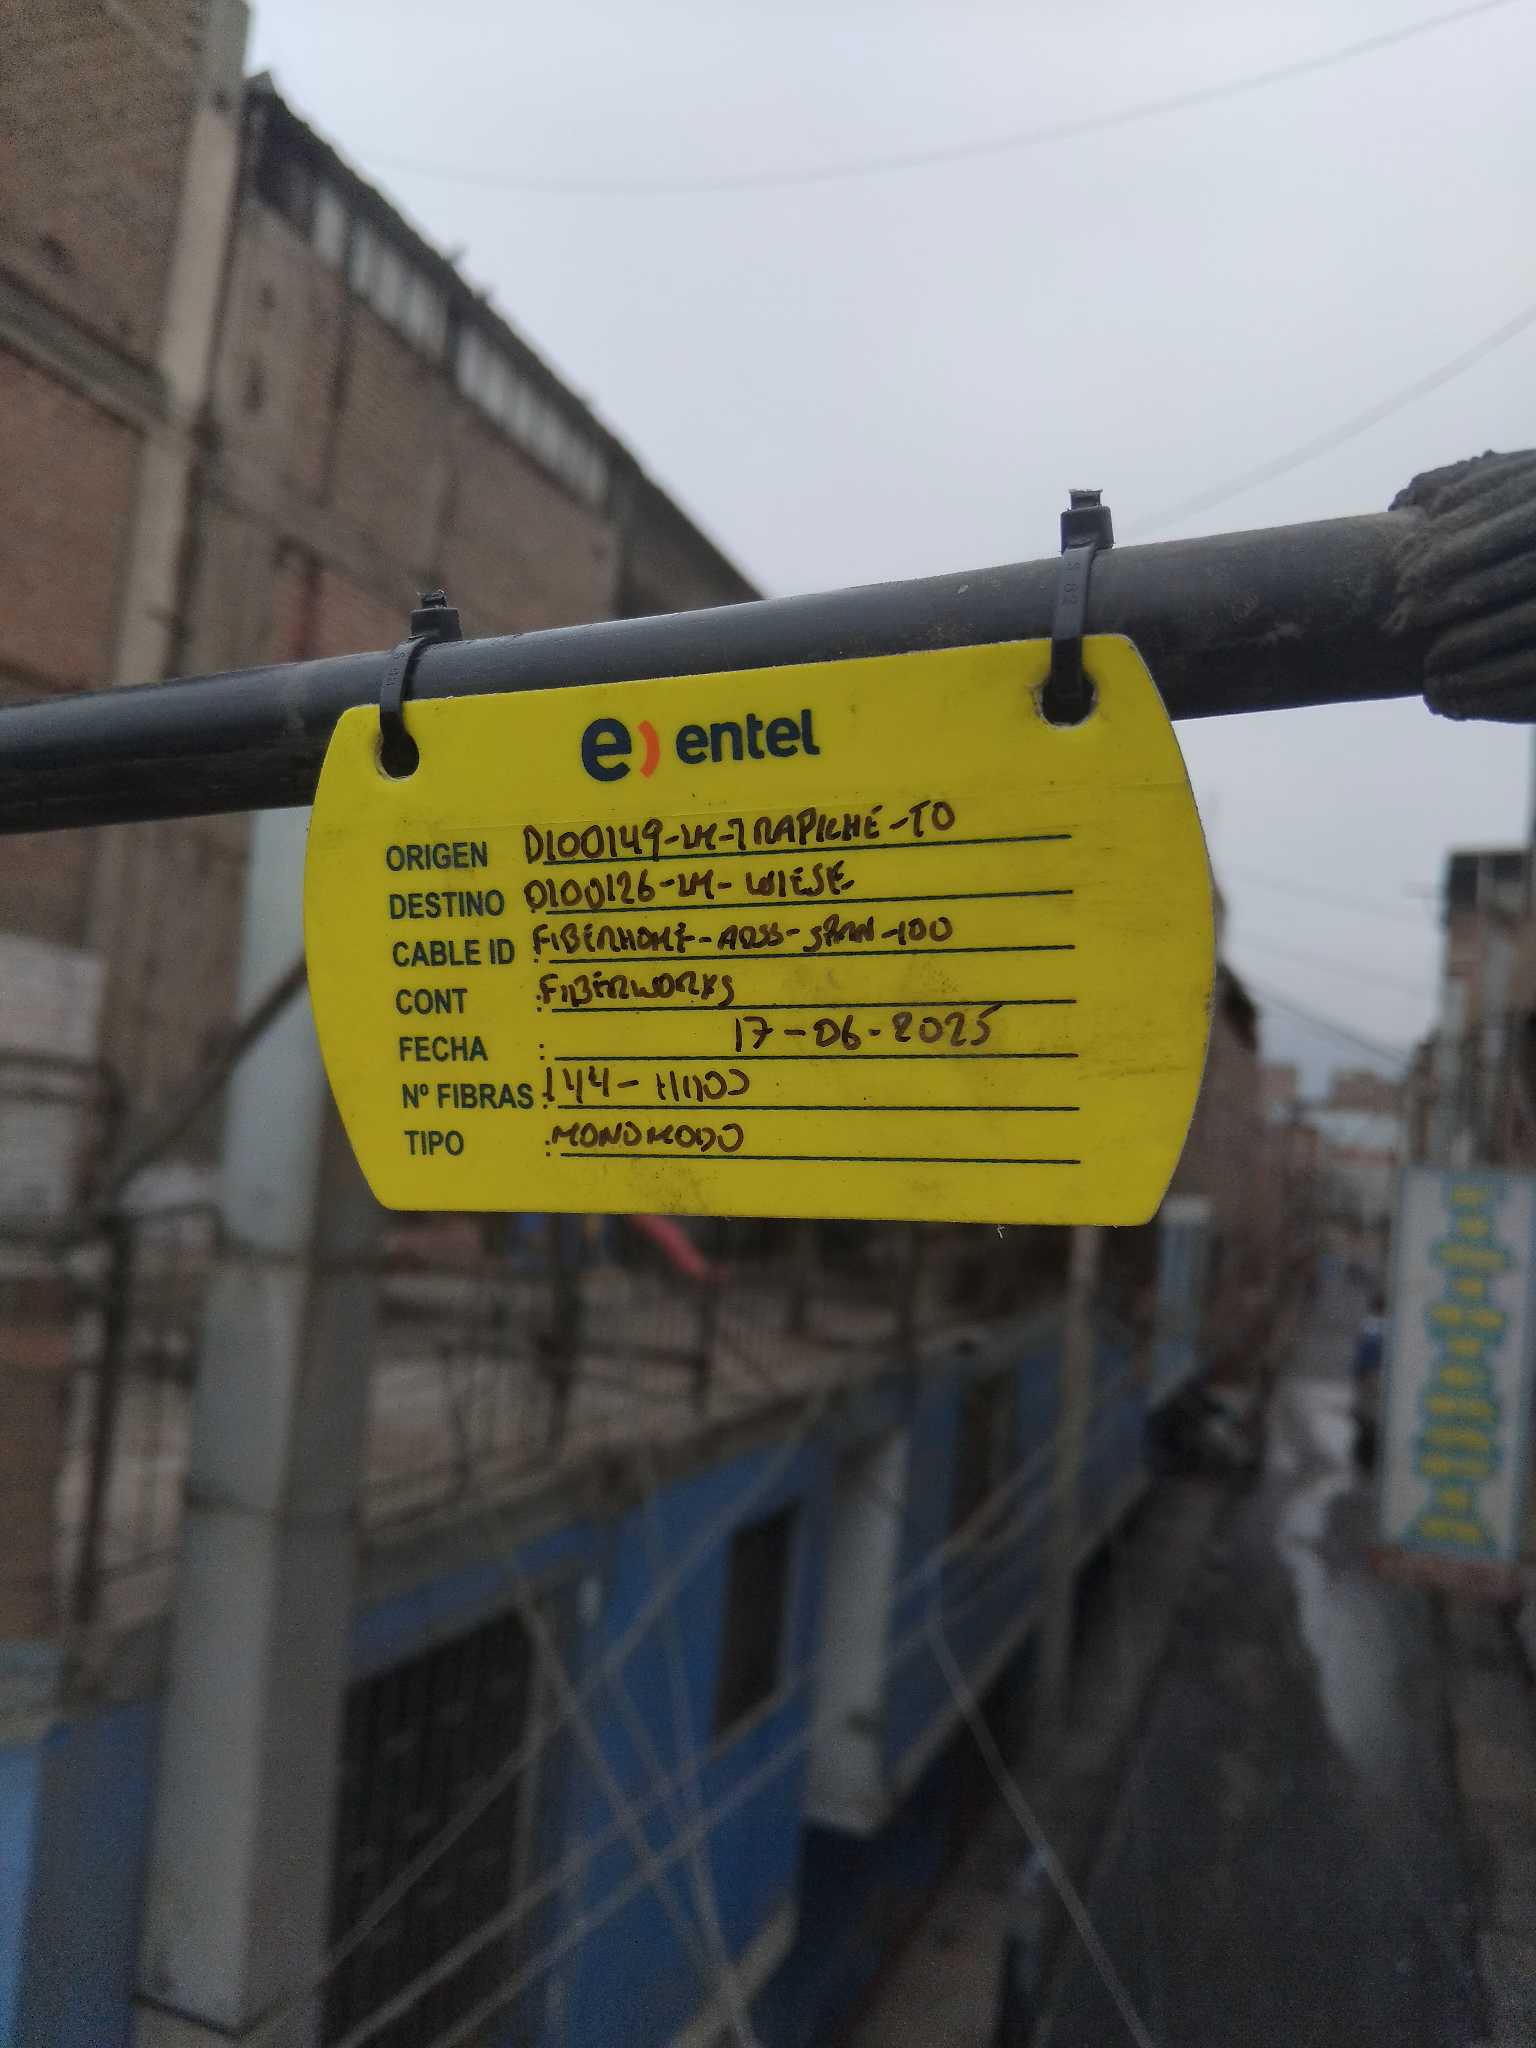 e) entel
ORIGEN D100149-LM-TRAPICHE-TO
DESTINO D100126-LM-WIESE
CABLE ID : FIBERHOME-ADSS-SPAN-100
CONT : FIBERWORKS
FECHA : 17-06-2025
Nº FIBRAS : 144-HILOS
TIPO : MONOMODO